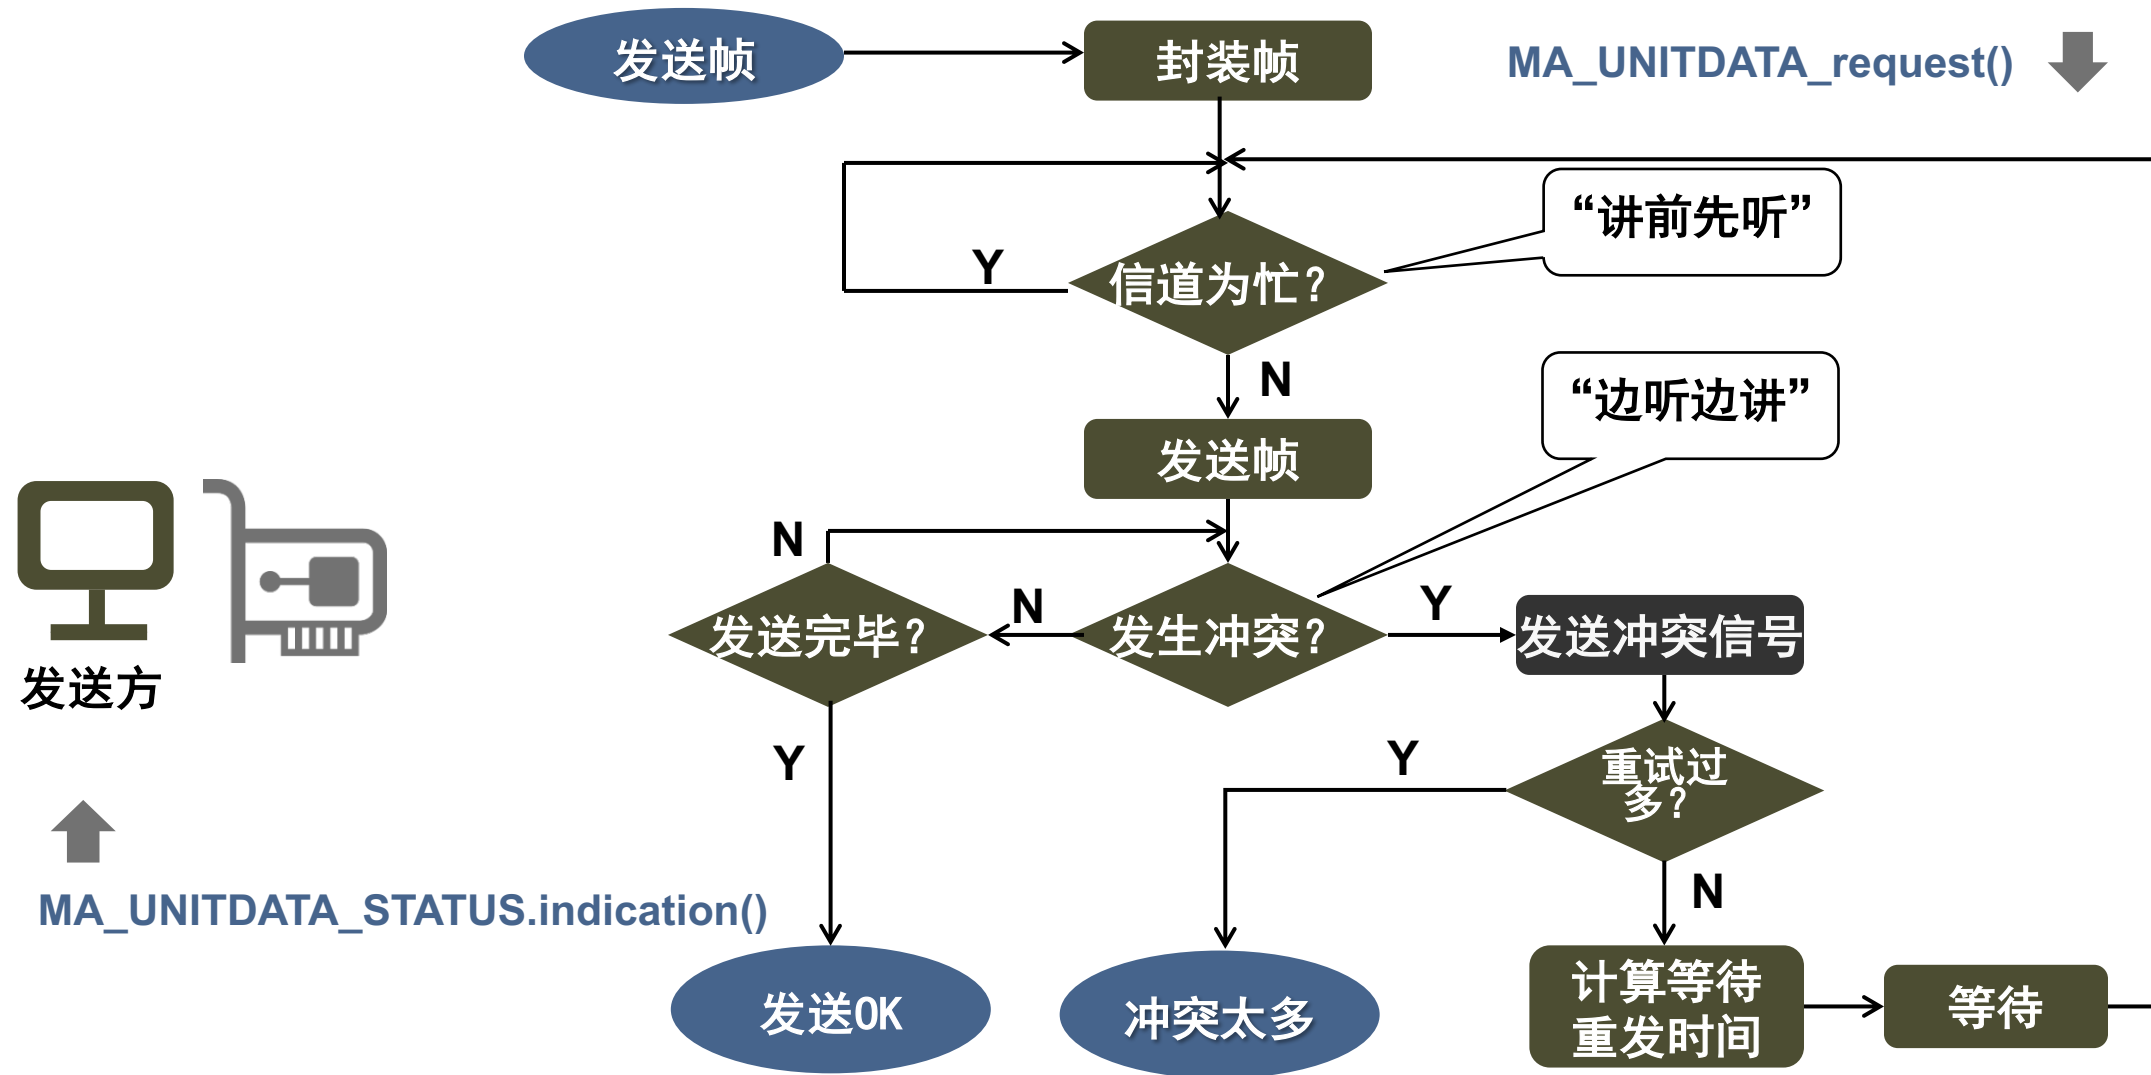 发送帧
封装帧
MA_UNITDATA_request()
“讲前先听”
Y
信道为忙？
N
“边听边讲”
发送帧
N
N
Y
发送完毕？
发生冲突？
发送冲突信号
发送方
Y
Y
重试过
多？
N
MA_UNITDATA_STATUS.indication()
发送OK
冲突太多
计算等待
重发时间
等待